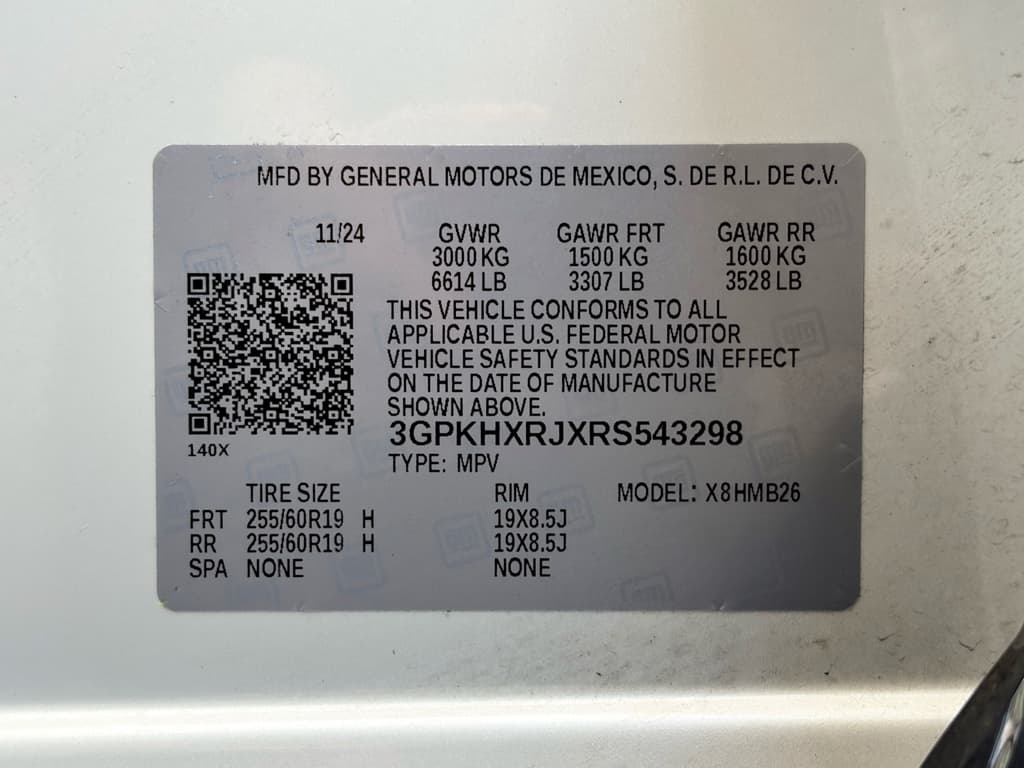 MFD BY GENERAL MOTORS DE MEXICO, S. DE R.L. DE C.V.
11/24 GVWR GAWR FRT GAWR RR
3000 KG 1500 KG 1600 KG
6614 LB 3307 LB 3528 LB
THIS VEHICLE CONFORMS TO ALL
APPLICABLE U.S. FEDERAL MOTOR
VEHICLE SAFETY STANDARDS IN EFFECT
ON THE DATE OF MANUFACTURE
SHOWN ABOVE.
3GPKHXRJXRS543298
140X
TYPE: MPV
TIRE SIZE RIM MODEL: X8HMB26
FRT 255/60R19 H 19X8.5J
RR 255/60R19 H 19X8.5J
SPA NONE NONE